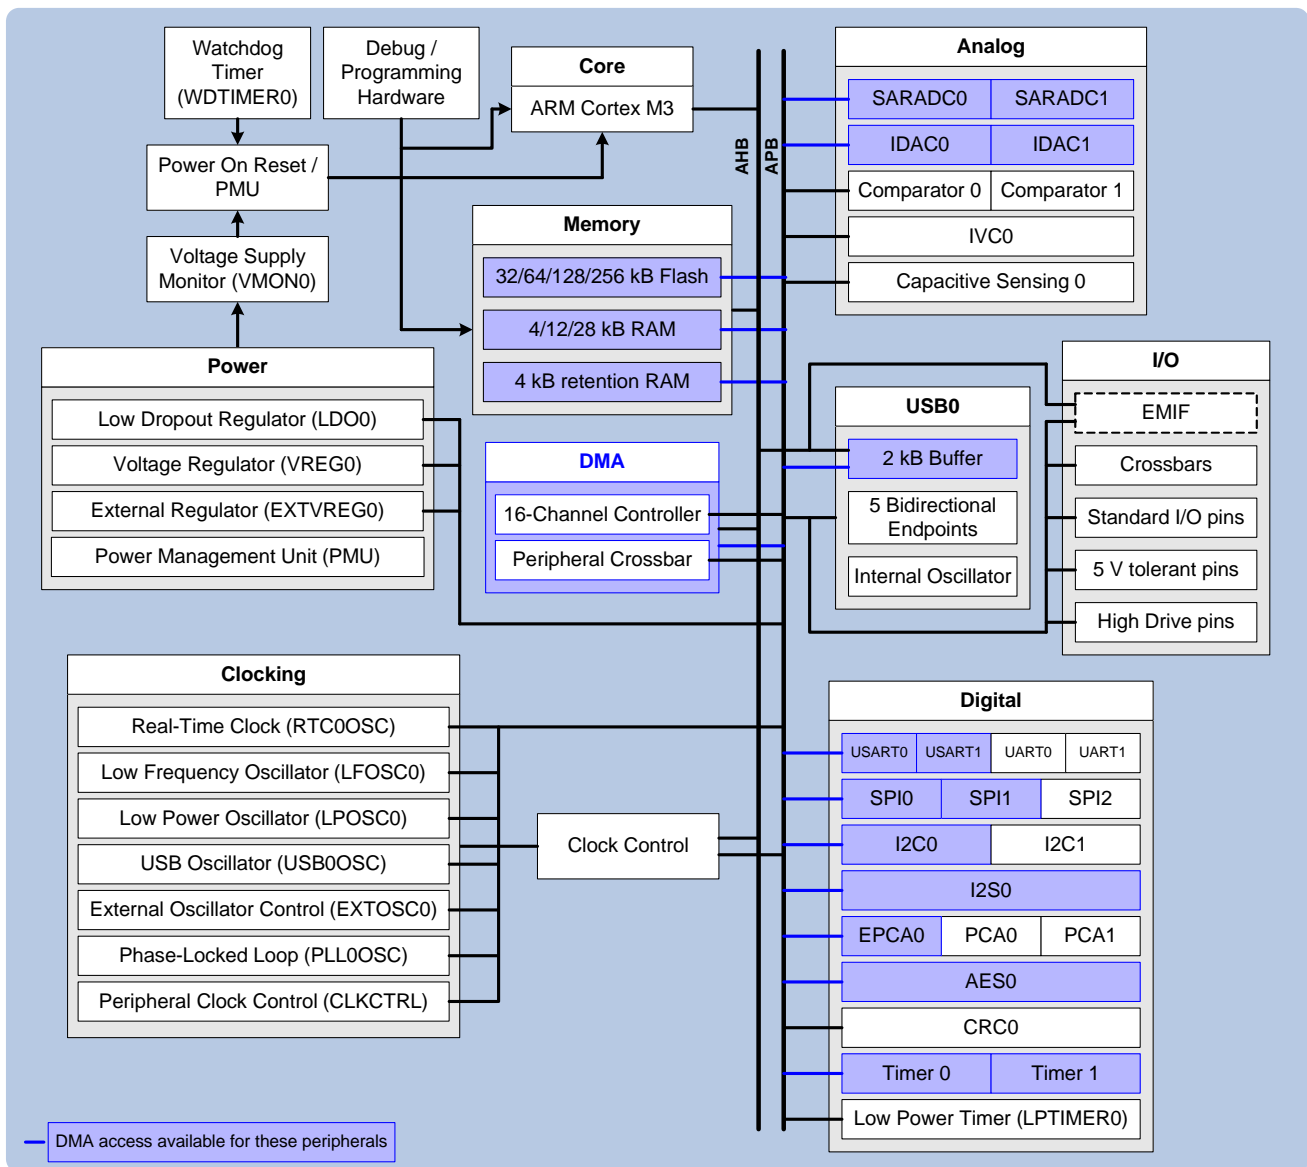 Watchdog
Timer
(WDTIMER0)
Debug /
Programming
Hardware
Core
ARM Cortex M3
Power On Reset /
PMU
Voltage Supply
Monitor (VMON0)
AHB
APB
Analog
SARADC0
SARADC1
IDAC0
IDAC1
Comparator 0
Comparator 1
IVC0
Capacitive Sensing 0
Memory
32/64/128/256 kB Flash
4/12/28 kB RAM
4 kB retention RAM
Power
Low Dropout Regulator (LDO0)
Voltage Regulator (VREG0)
External Regulator (EXTVREG0)
Power Management Unit (PMU)
DMA
16-Channel Controller
Peripheral Crossbar
USB0
2 kB Buffer
5 Bidirectional
Endpoints
Internal Oscillator
I/O
EMIF
Crossbars
Standard I/O pins
5 V tolerant pins
High Drive pins
Clocking
Real-Time Clock (RTC0OSC)
Low Frequency Oscillator (LFOSC0)
Low Power Oscillator (LPOSC0)
USB Oscillator (USB0OSC)
External Oscillator Control (EXTOSC0)
Phase-Locked Loop (PLL0OSC)
Peripheral Clock Control (CLKCTRL)
Clock Control
Digital
USART0
USART1
UART0
UART1
SPI0
SPI1
SPI2
I2C0
I2C1
I2S0
EPCA0
PCA0
PCA1
AES0
CRC0
Timer 0
Timer 1
Low Power Timer (LPTIMER0)
DMA access available for these peripherals